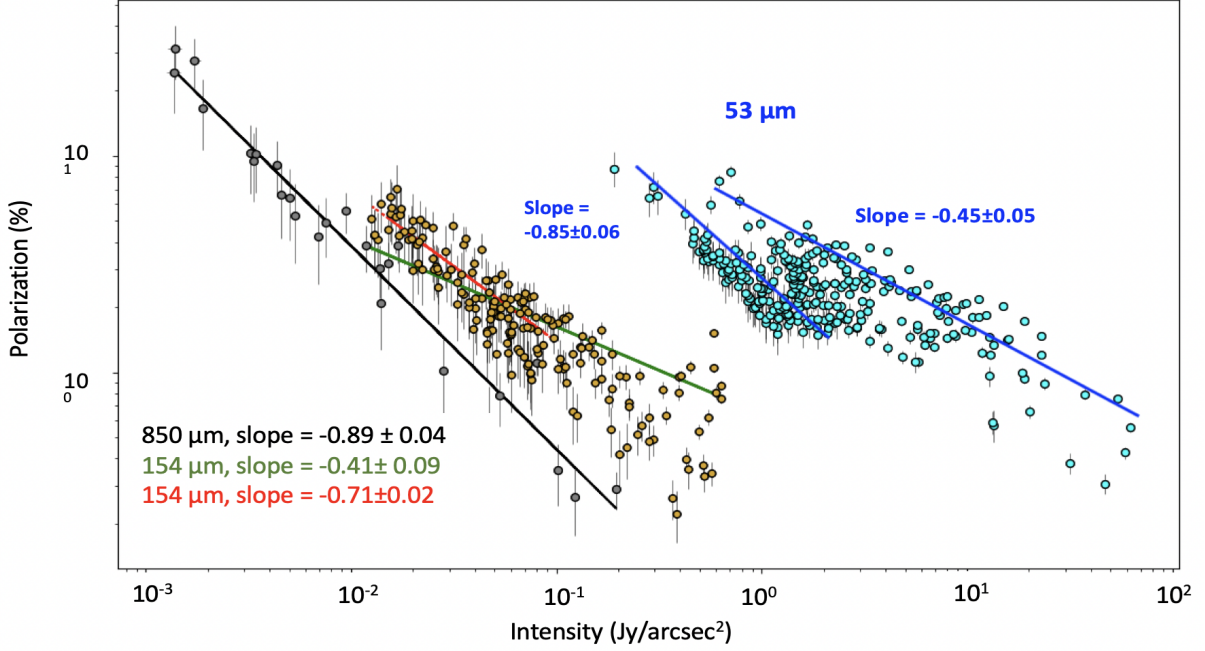 53 μm
10
1
Slope =
-0.85±0.06
Slope = -0.45±0.05
Polarization (%)
10
0
850 μm, slope = -0.89 ± 0.04
154 μm, slope = -0.41± 0.09
154 μm, slope = -0.71±0.02
10-3 10-2 10-1 100 101 102
Intensity (Jy/arcsec2)